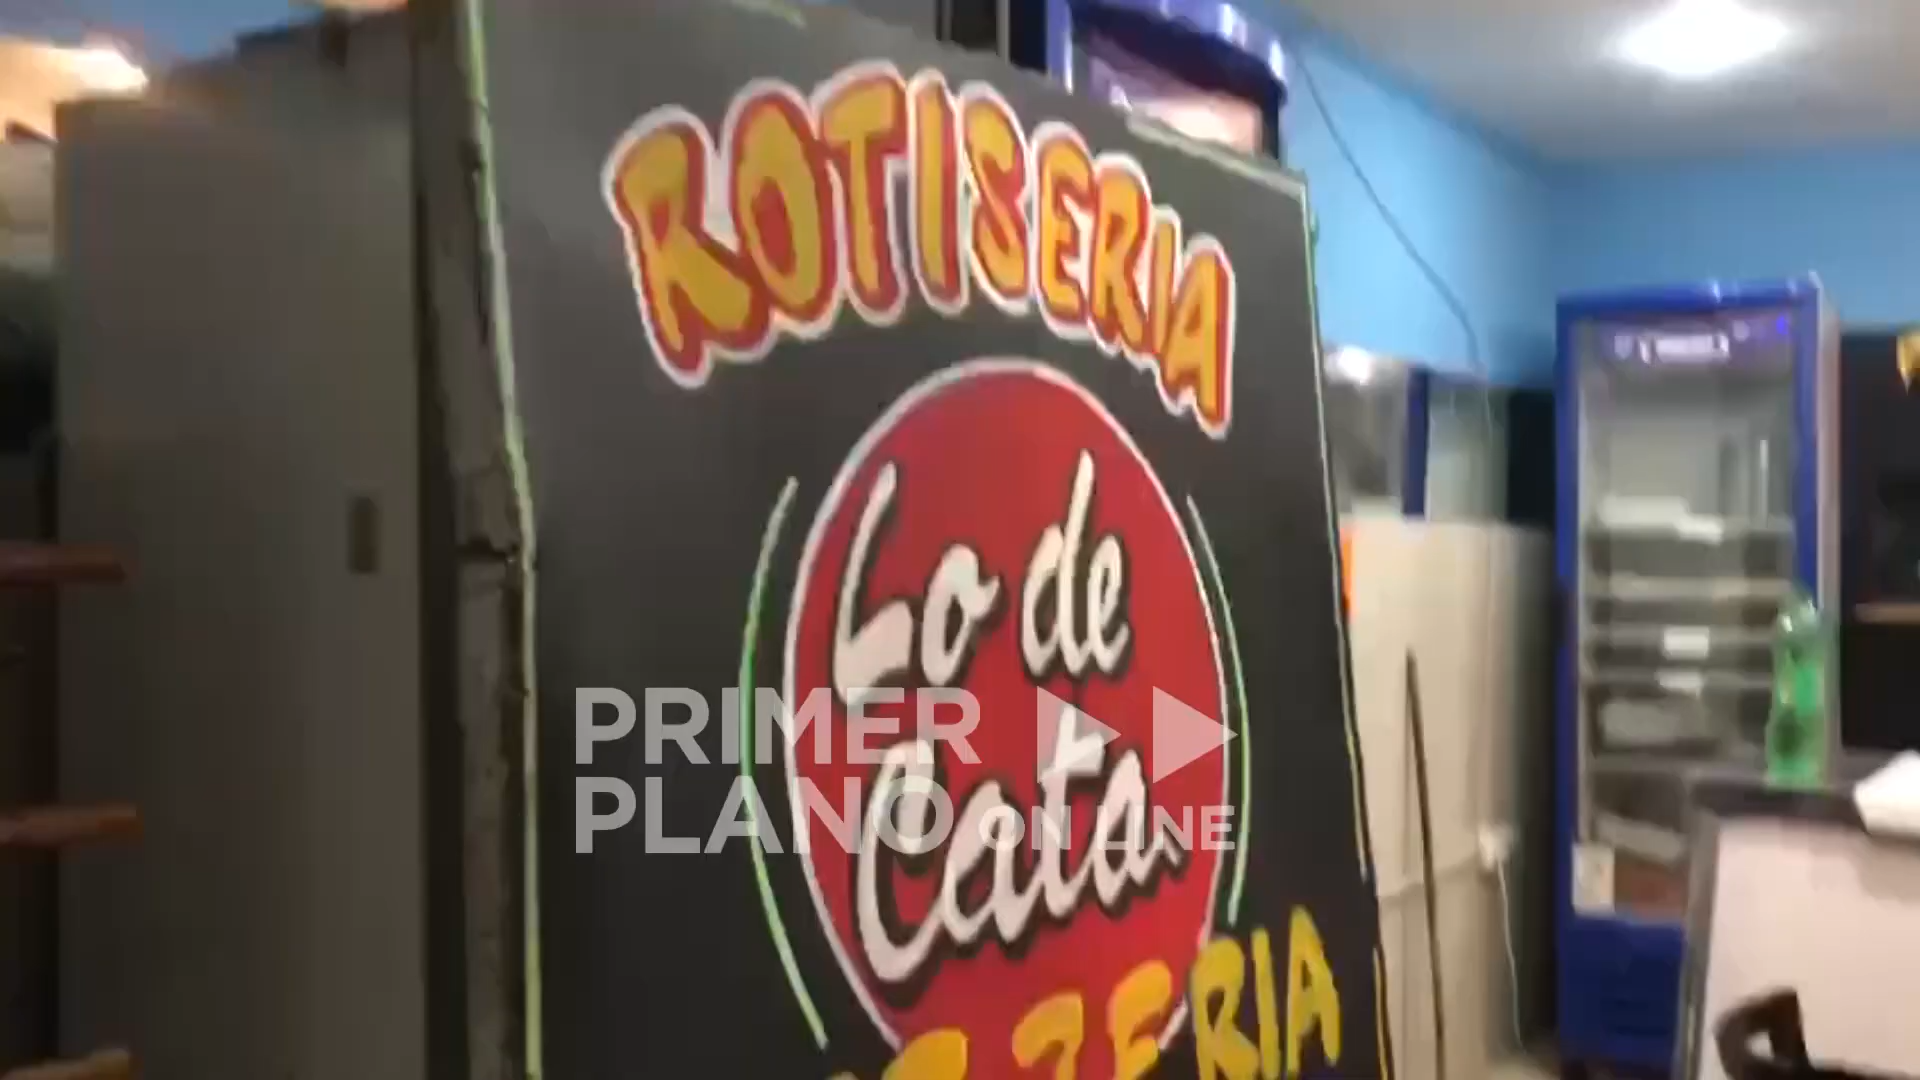 ROTISERIA
Lo de
Cata
PRIMER
PLANO ON LINE